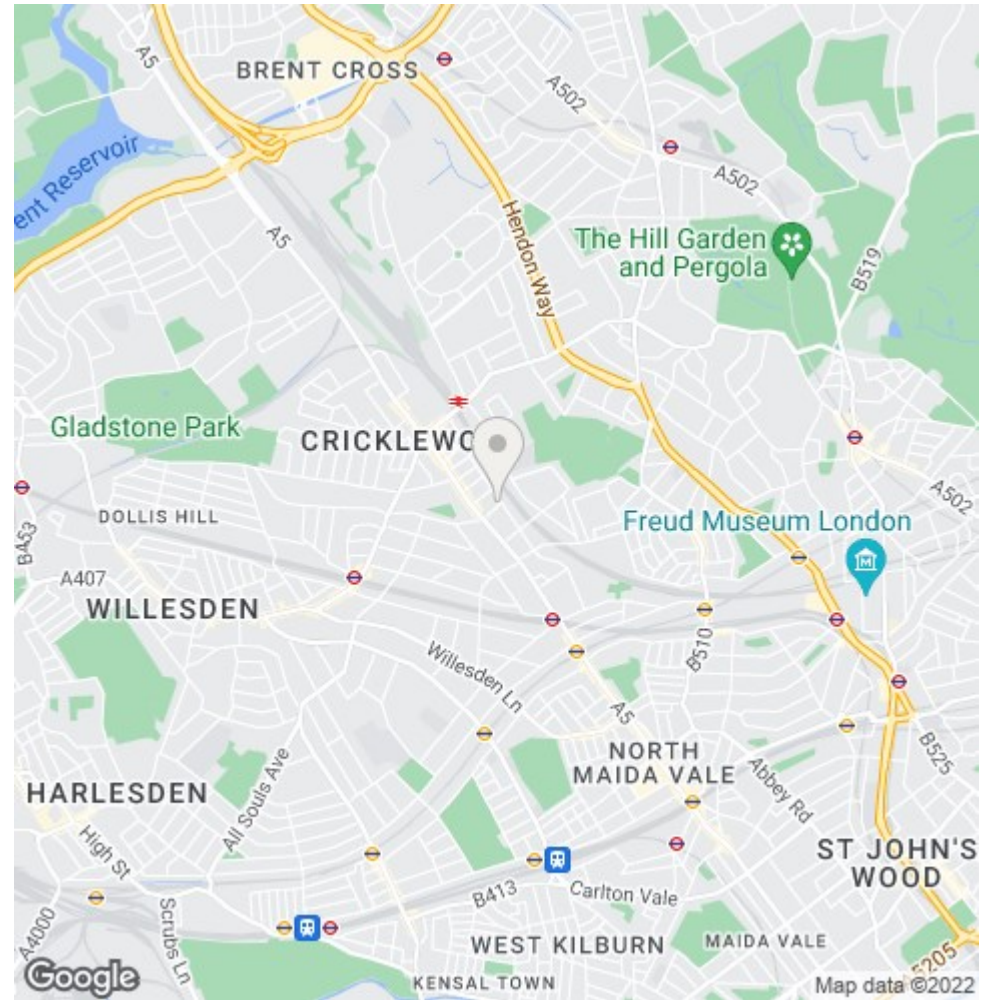 A5
BRENT CROSS
A502
ent Reservoir
A502
A5
Hendon Way
The Hill Garden
and Pergola
B519
Gladstone Park
CRICKLEWO
A502
B453
DOLLIS HILL
Freud Museum London
M
A407
WILLESDEN
B510
Willesden Ln
A5
B525
NORTH
MAIDA VALE
Abbey Rd
HARLESDEN
All Souls Ave
High St
ST JOHN'S
WOOD
B413
Carlton Vale
A4000
Scrubs Ln
WEST KILBURN
MAIDA VALE
5205
Google
KENSAL TOWN
Map data ©2022